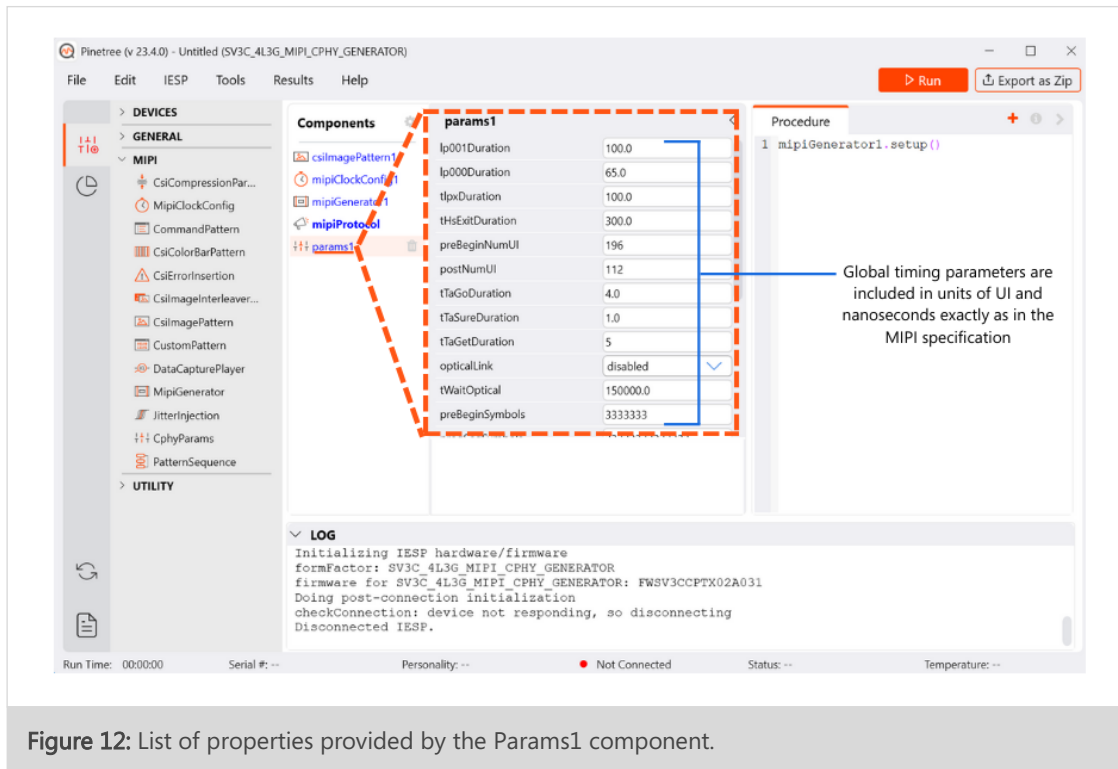 Pinetree (v 23.4.0) - Untitled (SV3C_4L3G_MIPI_CPHY_GENERATOR)
File Edit IESP Tools Results Help
Run
Export as Zip
DEVICES
GENERAL
MIPI
CsiCompressionPar...
MipiClockConfig
CommandPattern
CsiColorBarPattern
CsiErrorInsertion
CsiImageInterleaver...
CsiImagePattern
CustomPattern
DataCapturePlayer
MipiGenerator
JitterInjection
CphyParams
PatternSequence
UTILITY
Components
csiImagePattern1
mipiClockConfig1
mipiGenerator1
mipiProtocol
params1
params1
lp001Duration 100.0
lp000Duration 65.0
tlpxDuration 100.0
tHsExitDuration 300.0
preBeginNumUI 196
postNumUI 112
tTaGoDuration 4.0
tTaSureDuration 1.0
tTaGetDuration 5
opticalLink disabled
tWaitOptical 150000.0
preBeginSymbols 3333333
Procedure
1 mipiGenerator1.setup()
Global timing parameters are
included in units of UI and
nanoseconds exactly as in the
MIPI specification
LOG
Initializing IESP hardware/firmware
formFactor: SV3C_4L3G_MIPI_CPHY_GENERATOR
firmware for SV3C_4L3G_MIPI_CPHY_GENERATOR: FWSV3CCPTX02A031
Doing post-connection initialization
checkConnection: device not responding, so disconnecting
Disconnected IESP.
Run Time: 00:00:00 Serial #: -- Personality: -- Not Connected Status: -- Temperature: --
Figure 12: List of properties provided by the Params1 component.